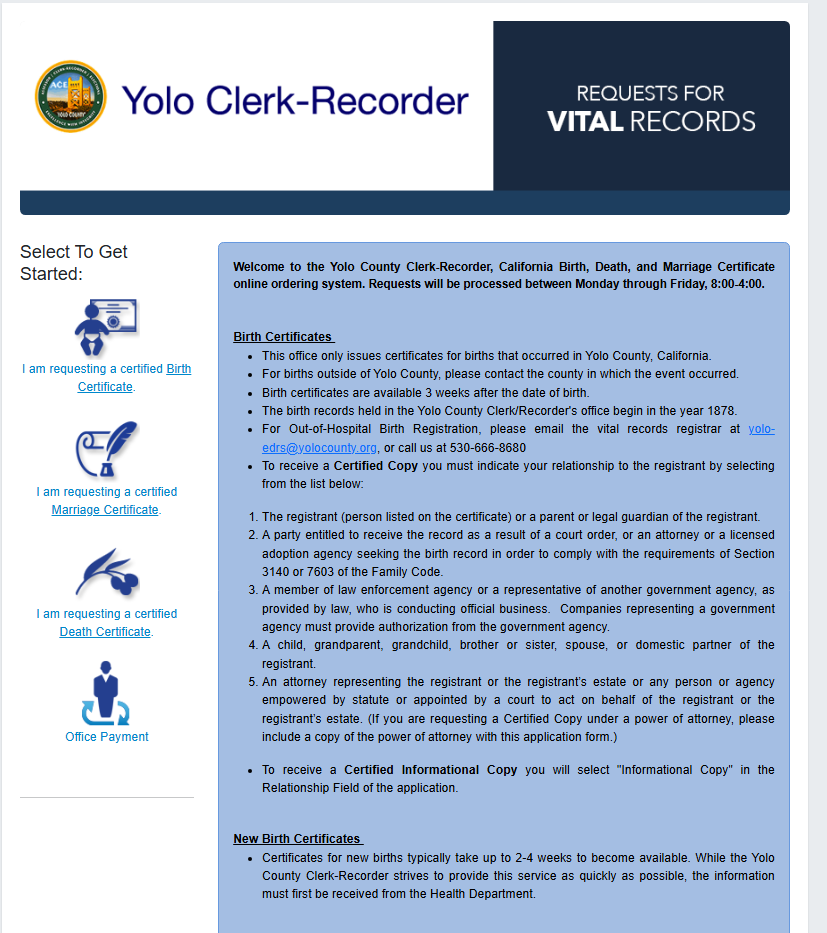 ACE
YOLO COUNTY
Yolo Clerk-Recorder
REQUESTS FOR
VITAL RECORDS
Select To Get
Started:
I am requesting a certified Birth
Certificate.
I am requesting a certified
Marriage Certificate.
I am requesting a certified
Death Certificate.
Office Payment
Welcome to the Yolo County Clerk-Recorder, California Birth, Death, and Marriage Certificate
online ordering system. Requests will be processed between Monday through Friday, 8:00-4:00.
Birth Certificates
• This office only issues certificates for births that occurred in Yolo County, California.
• For births outside of Yolo County, please contact the county in which the event occurred.
• Birth certificates are available 3 weeks after the date of birth.
• The birth records held in the Yolo County Clerk/Recorder's office begin in the year 1878.
• For Out-of-Hospital Birth Registration, please email the vital records registrar at yolo-
edrs@yolocounty.org, or call us at 530-666-8680
• To receive a Certified Copy you must indicate your relationship to the registrant by selecting
from the list below:
1. The registrant (person listed on the certificate) or a parent or legal guardian of the registrant.
2. A party entitled to receive the record as a result of a court order, or an attorney or a licensed
adoption agency seeking the birth record in order to comply with the requirements of Section
3140 or 7603 of the Family Code.
3. A member of law enforcement agency or a representative of another government agency, as
provided by law, who is conducting official business. Companies representing a government
agency must provide authorization from the government agency.
4. A child, grandparent, grandchild, brother or sister, spouse, or domestic partner of the
registrant.
5. An attorney representing the registrant or the registrant's estate or any person or agency
empowered by statute or appointed by a court to act on behalf of the registrant or the
registrant's estate. (If you are requesting a Certified Copy under a power of attorney, please
include a copy of the power of attorney with this application form.)
• To receive a Certified Informational Copy you will select "Informational Copy" in the
Relationship Field of the application.
New Birth Certificates
• Certificates for new births typically take up to 2-4 weeks to become available. While the Yolo
County Clerk-Recorder strives to provide this service as quickly as possible, the information
must first be received from the Health Department.